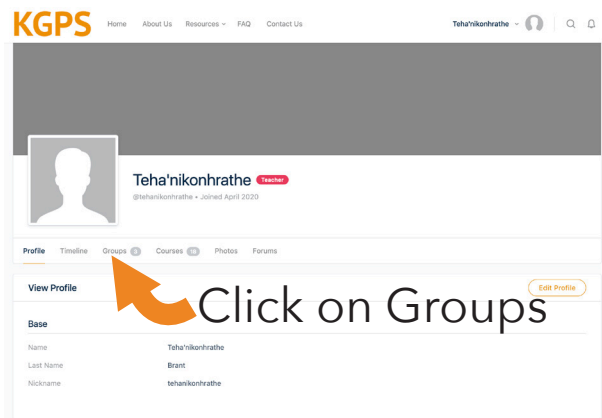 KGPS Home About Us Resources FAQ Contact Us Teha'nikonhrathe
Teha'nikonhrathe Teacher
@tehanikonhrathe • Joined April 2020
Profile Timeline Groups 3 Courses 18 Photos Forums
View Profile Edit Profile
Click on Groups
Base
Name Teha'nikonhrathe
Last Name Brant
Nickname tehanikonhrathe